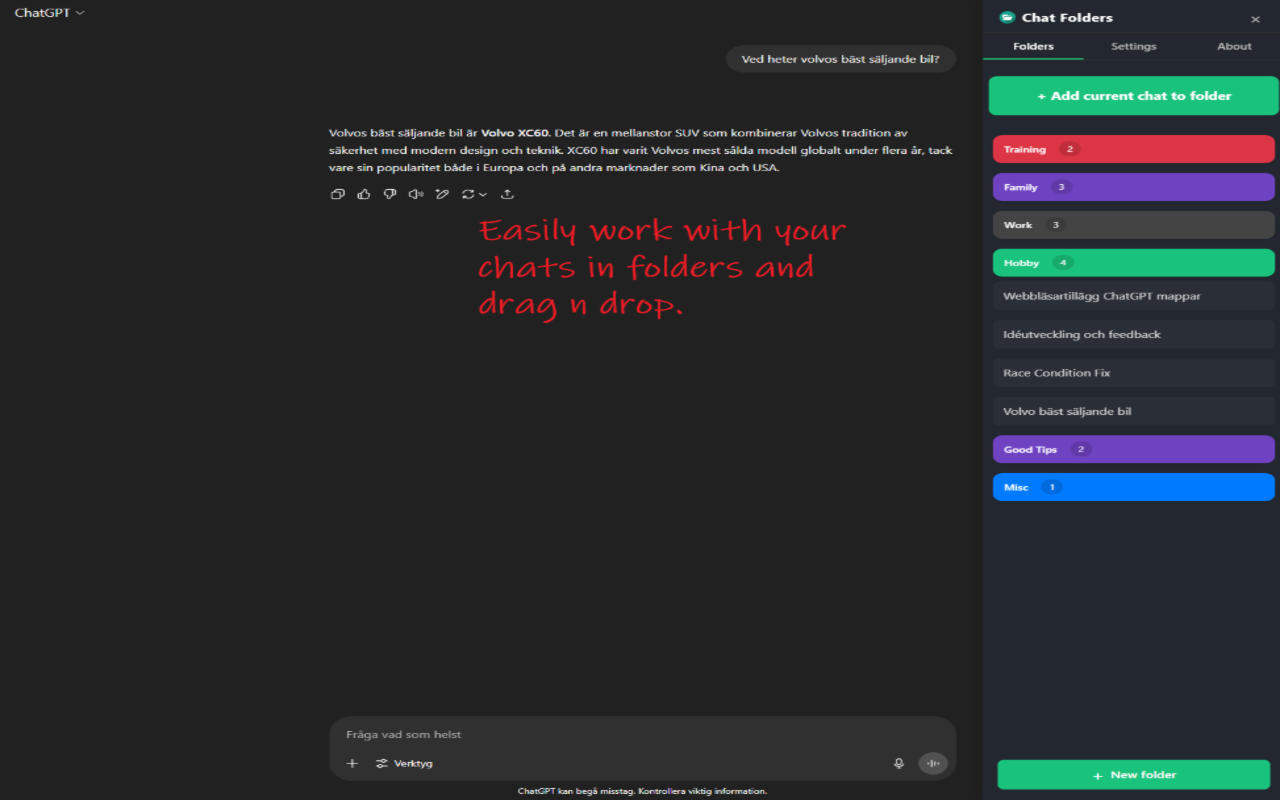 ChatGPT
Ved heter volvos bäst säljande bil?
Volvos bäst säljande bil är Volvo XC60. Det är en mellanstor SUV som kombinerar Volvos tradition av
säkerhet med modern design och teknik. XC60 har varit Volvos mest sålda modell globalt under flera år, tack
vare sin popularitet både i Europa och på andra marknader som Kina och USA.
Easily work with your
chats in folders and
drag n drop.
Fråga vad som helst
Verktyg
ChatGPT kan begå misstag. Kontrollera viktig information.
Chat Folders
Folders Settings About
+ Add current chat to folder
Training 2
Family 3
Work 3
Hobby 4
Webbläsartillägg ChatGPT mappar
Idéutveckling och feedback
Race Condition Fix
Volvo bäst säljande bil
Good Tips 2
Misc 1
+ New folder